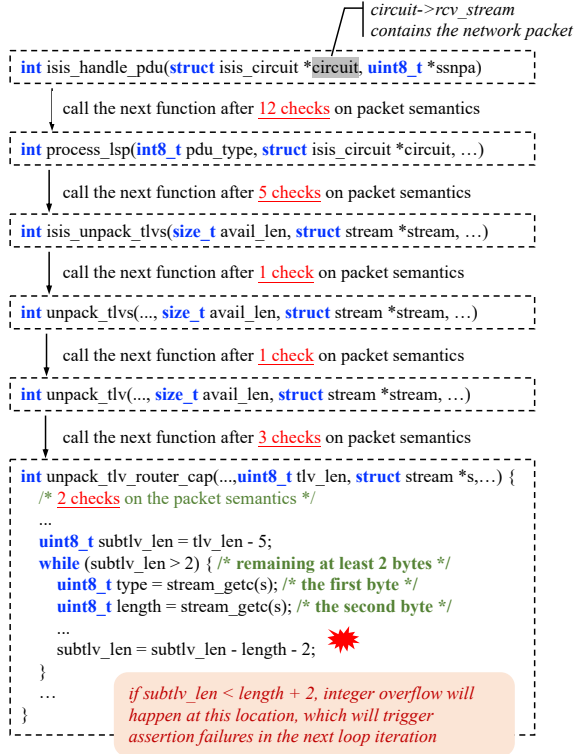 circuit->rcv_stream
contains the network packet
int isis_handle_pdu(struct isis_circuit *circuit, uint8_t *ssnpa)
call the next function after 12 checks on packet semantics
int process_lsp(int8_t pdu_type, struct isis_circuit *circuit, …)
call the next function after 5 checks on packet semantics
int isis_unpack_tlvs(size_t avail_len, struct stream *stream, …)
call the next function after 1 check on packet semantics
int unpack_tlvs(..., size_t avail_len, struct stream *stream, …)
call the next function after 1 check on packet semantics
int unpack_tlv(..., size_t avail_len, struct stream *stream, …)
call the next function after 3 checks on packet semantics
int unpack_tlv_router_cap(...,uint8_t tlv_len, struct stream *s,…) {
/* 2 checks on the packet semantics */
...
uint8_t subtlv_len = tlv_len - 5;
while (subtlv_len > 2) { /* remaining at least 2 bytes */
uint8_t type = stream_getc(s); /* the first byte */
uint8_t length = stream_getc(s); /* the second byte */
...
subtlv_len = subtlv_len - length - 2;
}
…
}
if subtlv_len < length + 2, integer overflow will
happen at this location, which will trigger
assertion failures in the next loop iteration